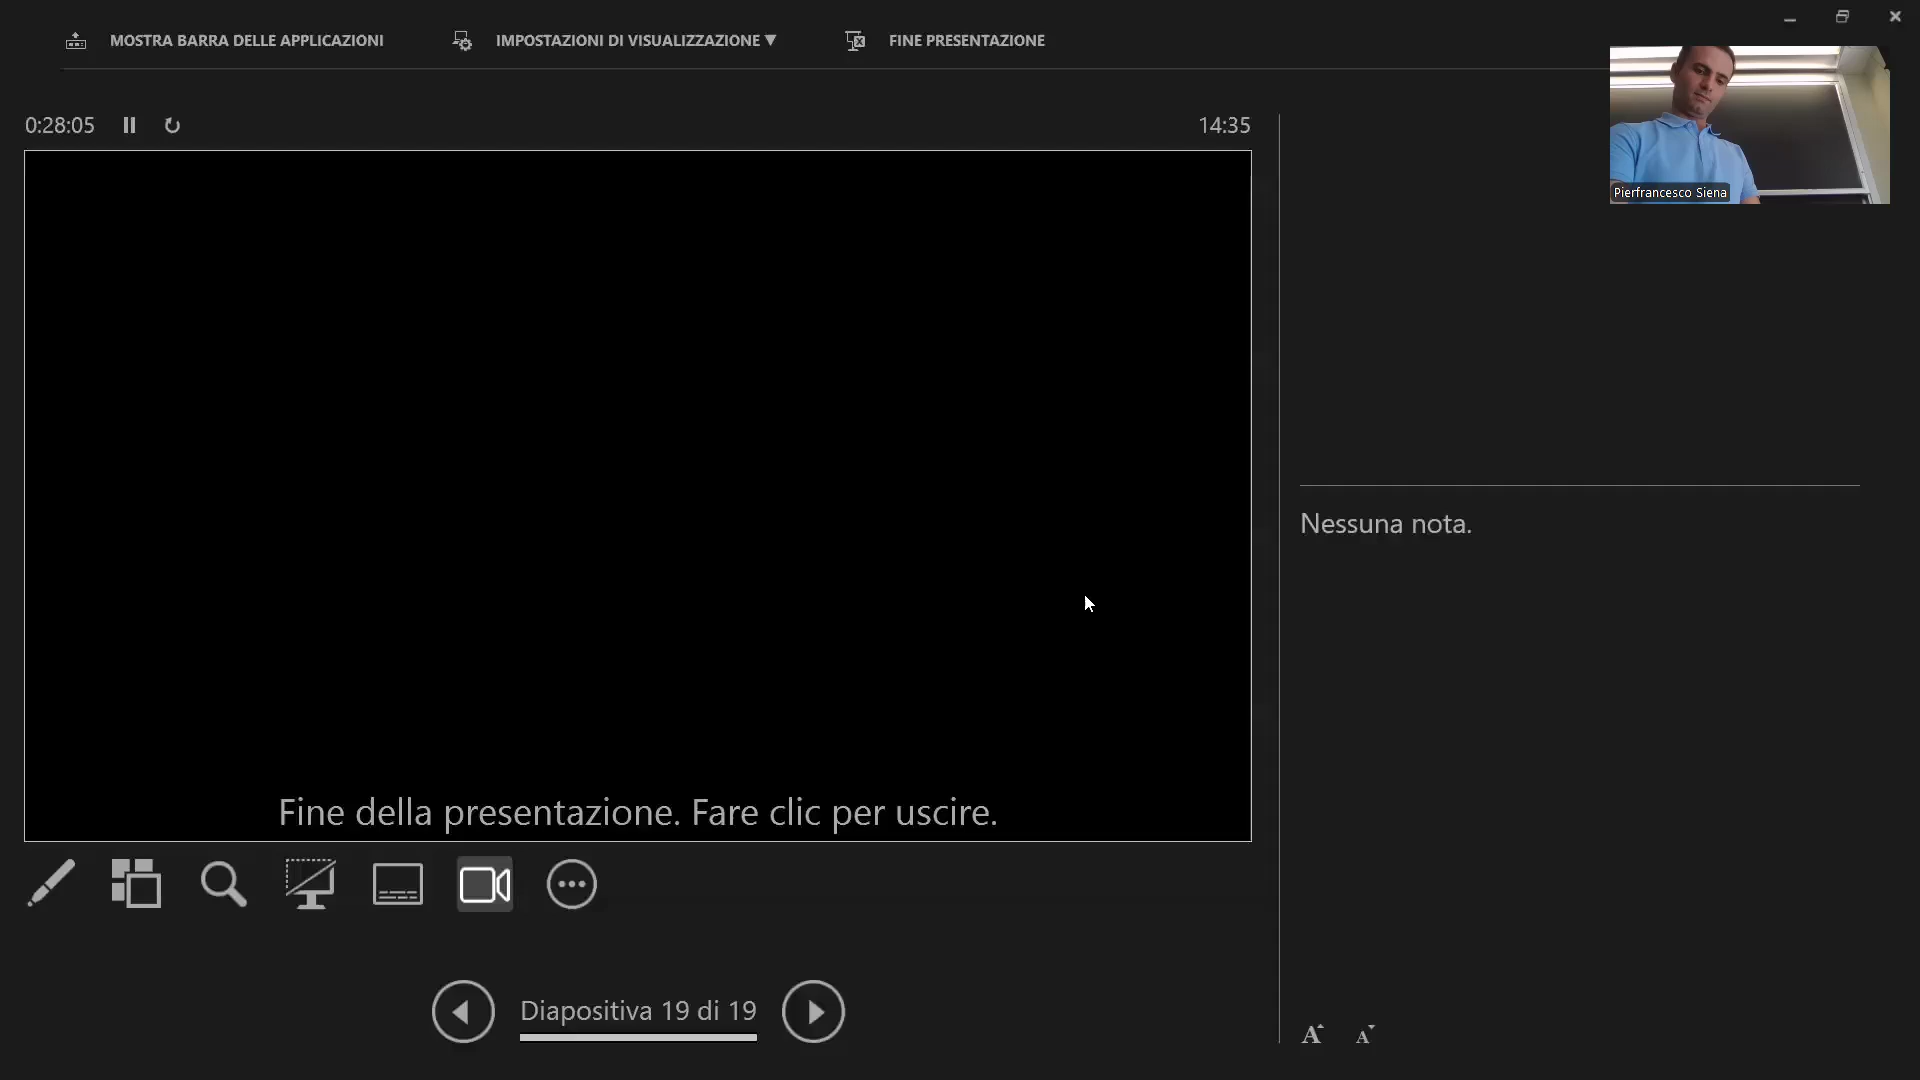 MOSTRA BARRA DELLE APPLICAZIONI
IMPOSTAZIONI DI VISUALIZZAZIONE ▼
FINE PRESENTAZIONE
Pierfrancesco Siena
0:28:05
14:35
Nessuna nota.
Fine della presentazione. Fare clic per uscire.
Diapositiva 19 di 19
A A